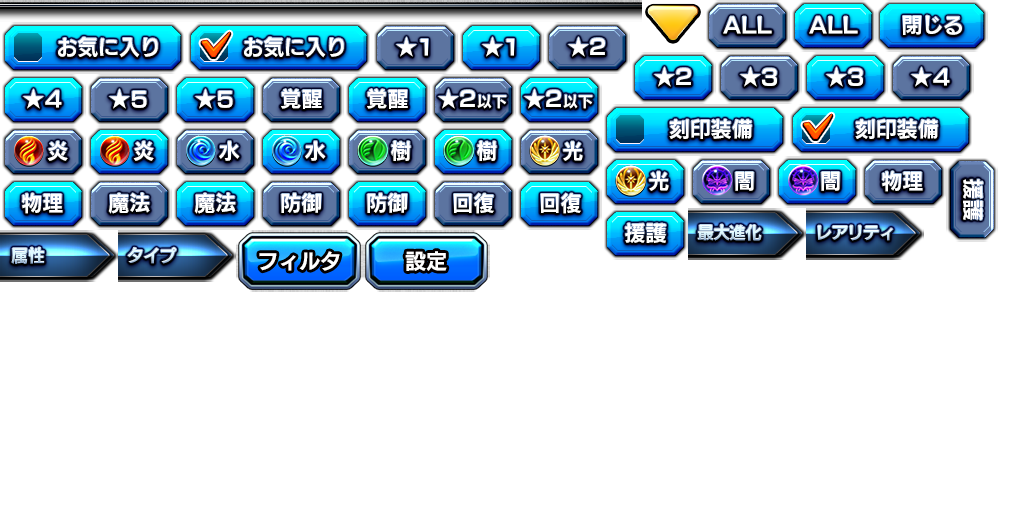 お気に入り お気に入り ★1 ★1 ★2 ALL ALL 閉じる
★2 ★3 ★3 ★4
★4 ★5 ★5 覚醒 覚醒 ★2以下 ★2以下
刻印装備 刻印装備
炎 炎 水 水 樹 樹 光
光 闇 闇 物理 援護
物理 魔法 魔法 防御 防御 回復 回復
援護 最大進化 レアリティ
属性 タイプ フィルタ 設定